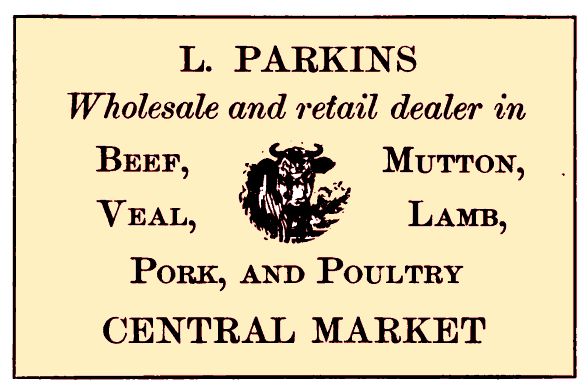 L. PARKINS
Wholesale and retail dealer in
BEEF, MUTTON,
VEAL, LAMB,
PORK, AND POULTRY
CENTRAL MARKET